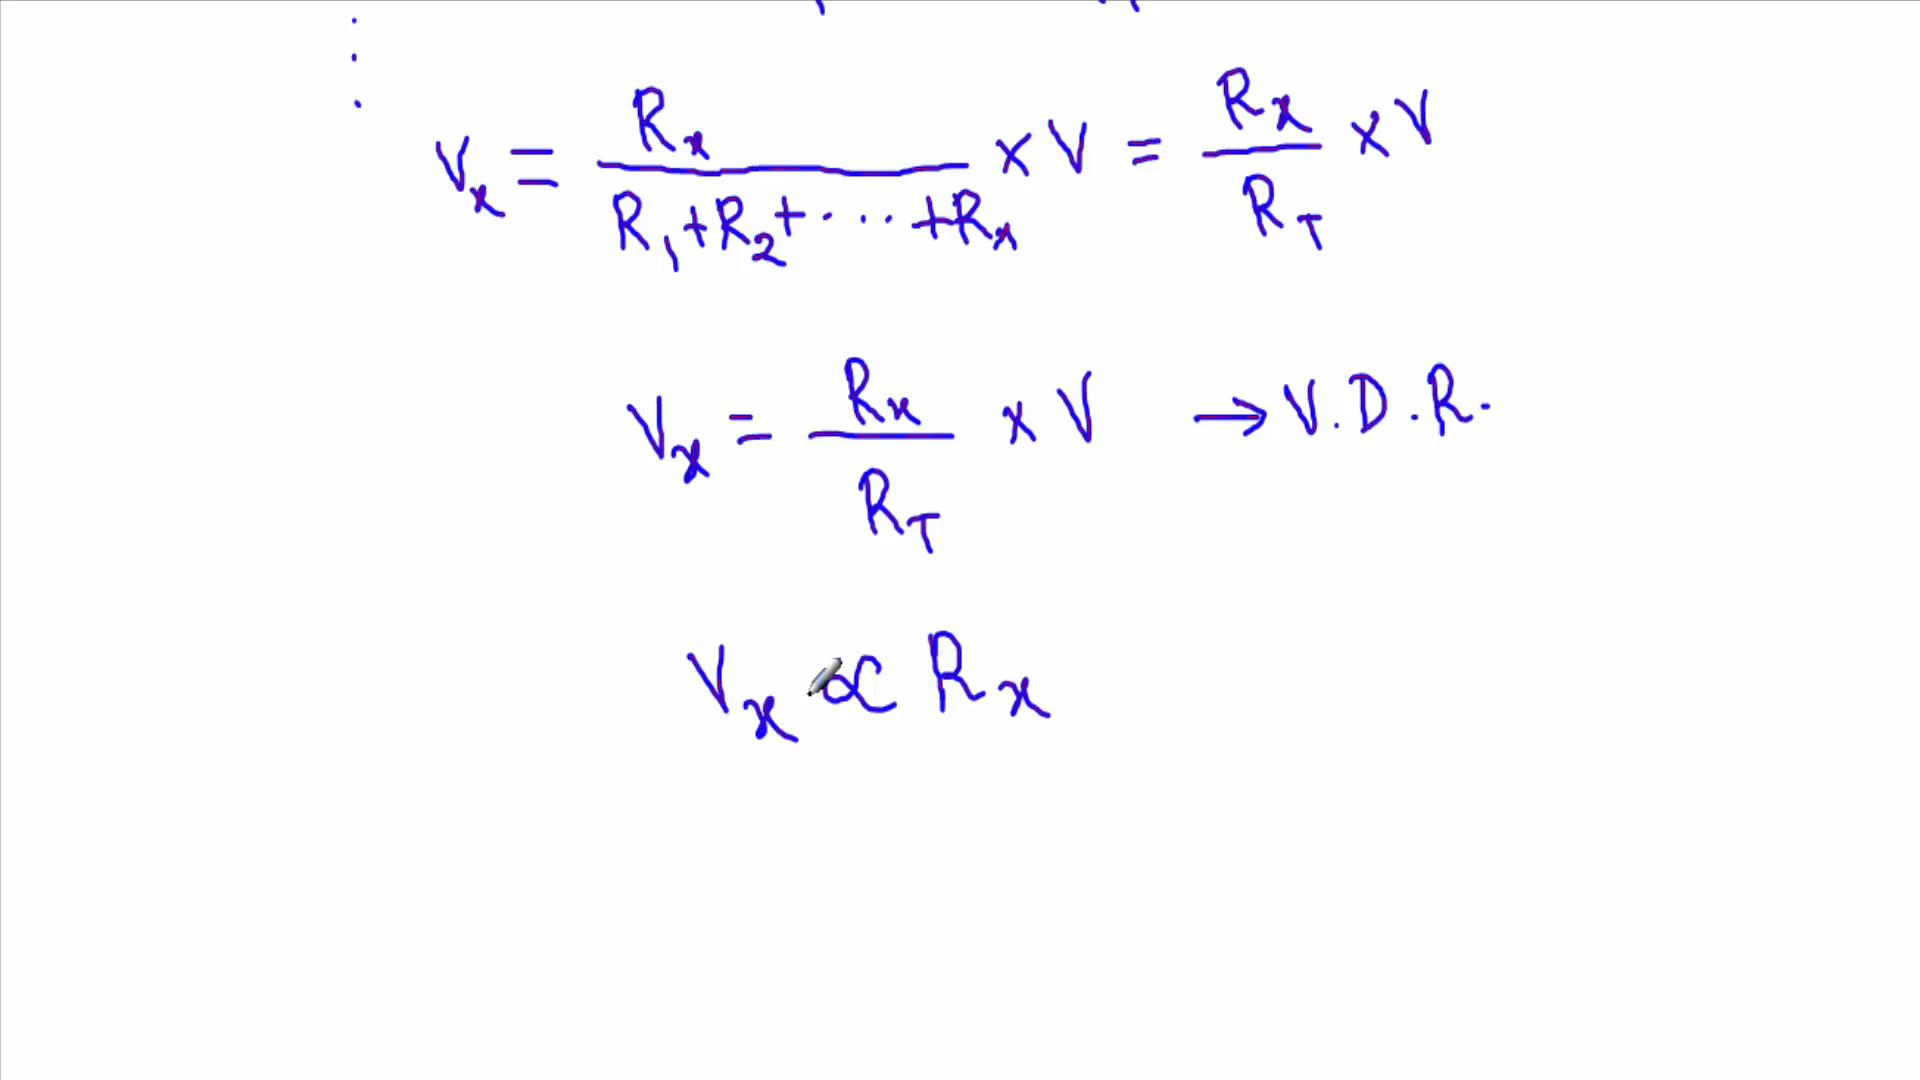 Vx = Rx / (R1+R2+...+Rx) x V = Rx / RT x V
Vx = Rx / RT x V → V.D.R.
Vx ∝ Rx